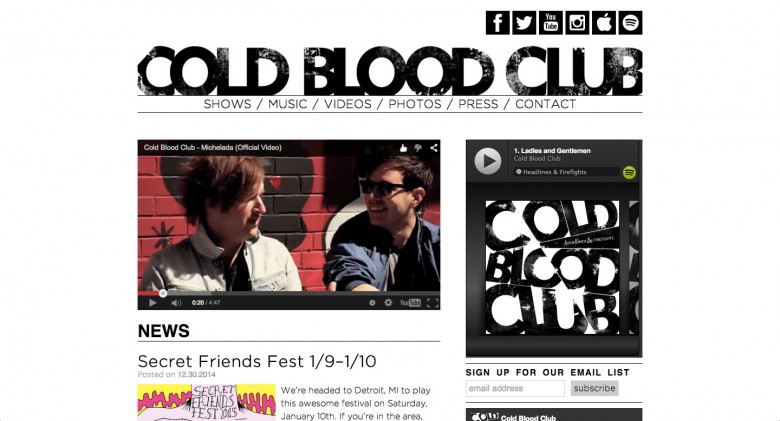 You Tube
COLD BLOOD CLUB
SHOWS / MUSIC / VIDEOS / PHOTOS / PRESS / CONTACT
Cold Blood Club - Michelada (Official Video)
0:20 / 4:47
YouTube
NEWS
Secret Friends Fest 1/9–1/10
Posted on 12.30.2014
SECRET
FRIENDS
FEST 2015
We're headed to Detroit, MI to play
this awesome festival on Saturday,
January 10th. If you're in the area,
1. Ladies and Gentlemen
Cold Blood Club
Headlines & Firefights
COLD
headlines & FIREFIGHTS
BLOOD
CLUB
SIGN UP FOR OUR EMAIL LIST
email address
subscribe
Cold Blood Club